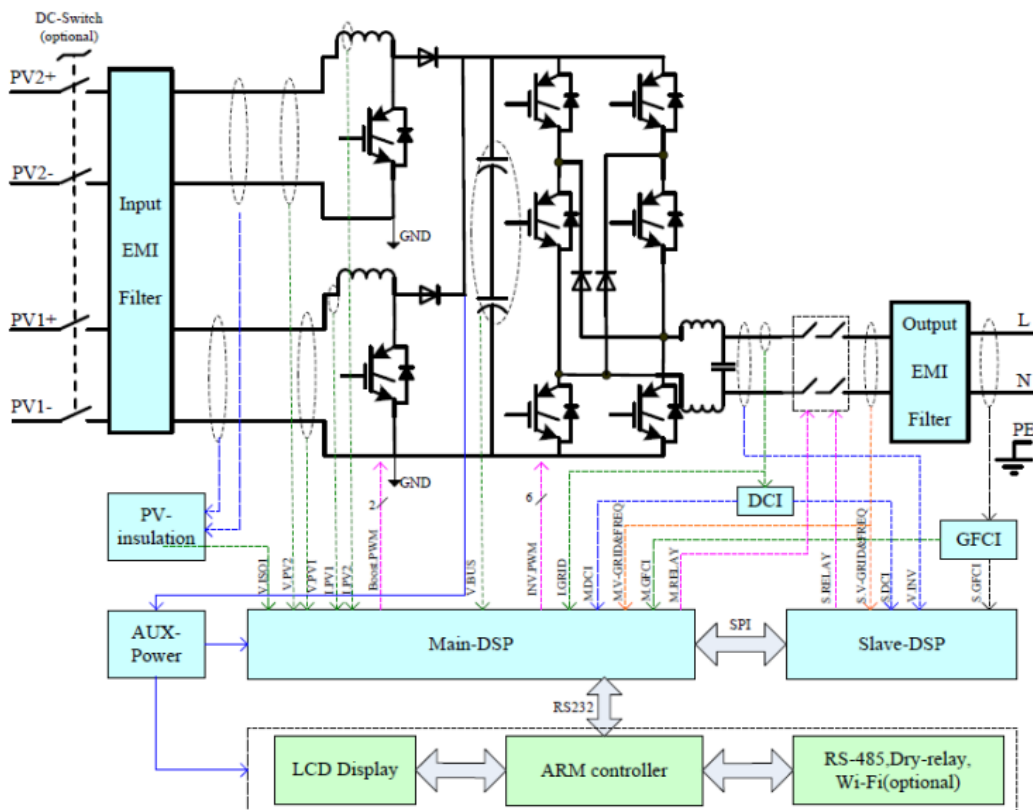 DC-Switch
(optional)
PV2+
PV2-
PV1+
PV1-
Input
EMI
Filter
GND
GND
Output
EMI
Filter
L
N
PE
PV-
insulation
AUX-
Power
2
6
DCI
GFCI
V.ISO1
V.PV2
V.PV1
I.PV1
I.PV2
Boost.PWM
V.BUS
INV.PWM
I.GRID
M.DCI
M.V-GRID&FREQ
M.GFCI
M.RELAY
S.RELAY
S.V-GRID&FREQ
S.DCI
V.INV
S.GFCI
Main-DSP
SPI
Slave-DSP
RS232
LCD Display
ARM controller
RS-485,Dry-relay,
Wi-Fi(optional)